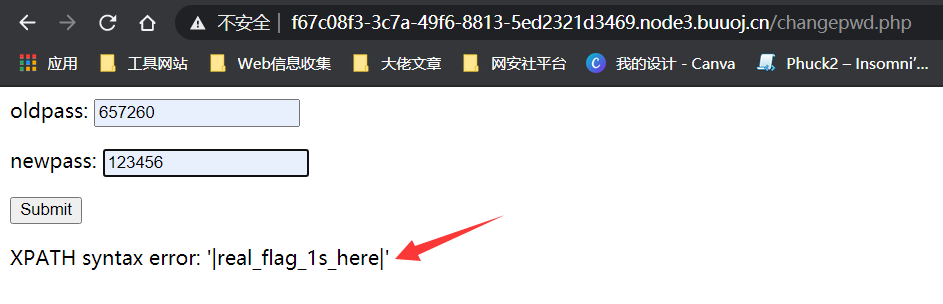 不安全 | f67c08f3-3c7a-49f6-8813-5ed2321d3469.node3.buuoj.cn/changepwd.php
应用 工具网站 Web信息收集 大佬文章 网安社平台 我的设计 - Canva Phuck2 – Insomni'...
oldpass: 657260
newpass: 123456
Submit
XPATH syntax error: '|real_flag_1s_here|'